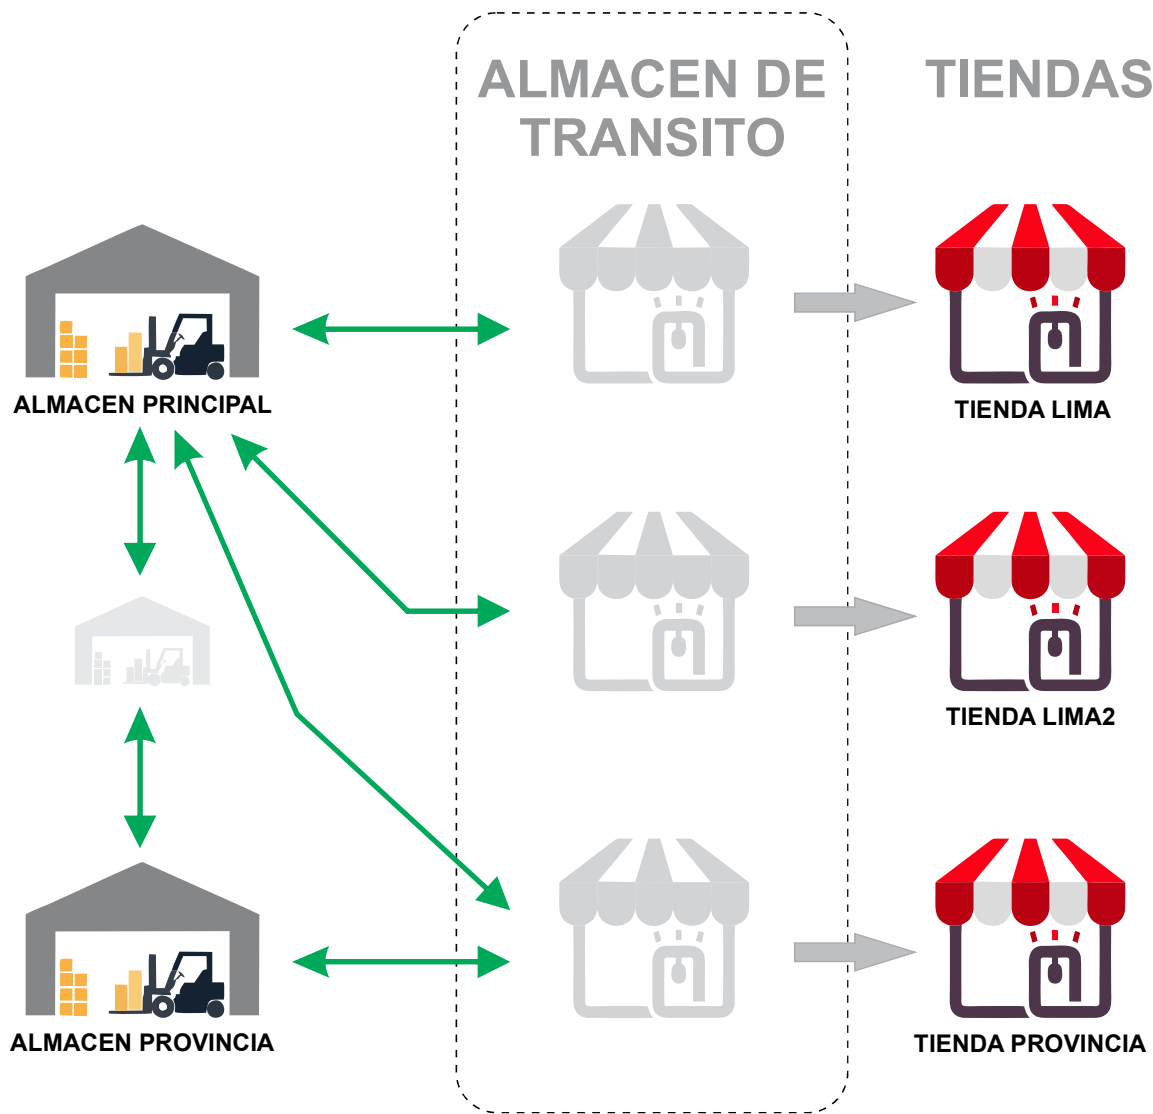 ALMACEN DE
TRANSITO
TIENDAS
ALMACEN PRINCIPAL
TIENDA LIMA
TIENDA LIMA2
ALMACEN PROVINCIA
TIENDA PROVINCIA